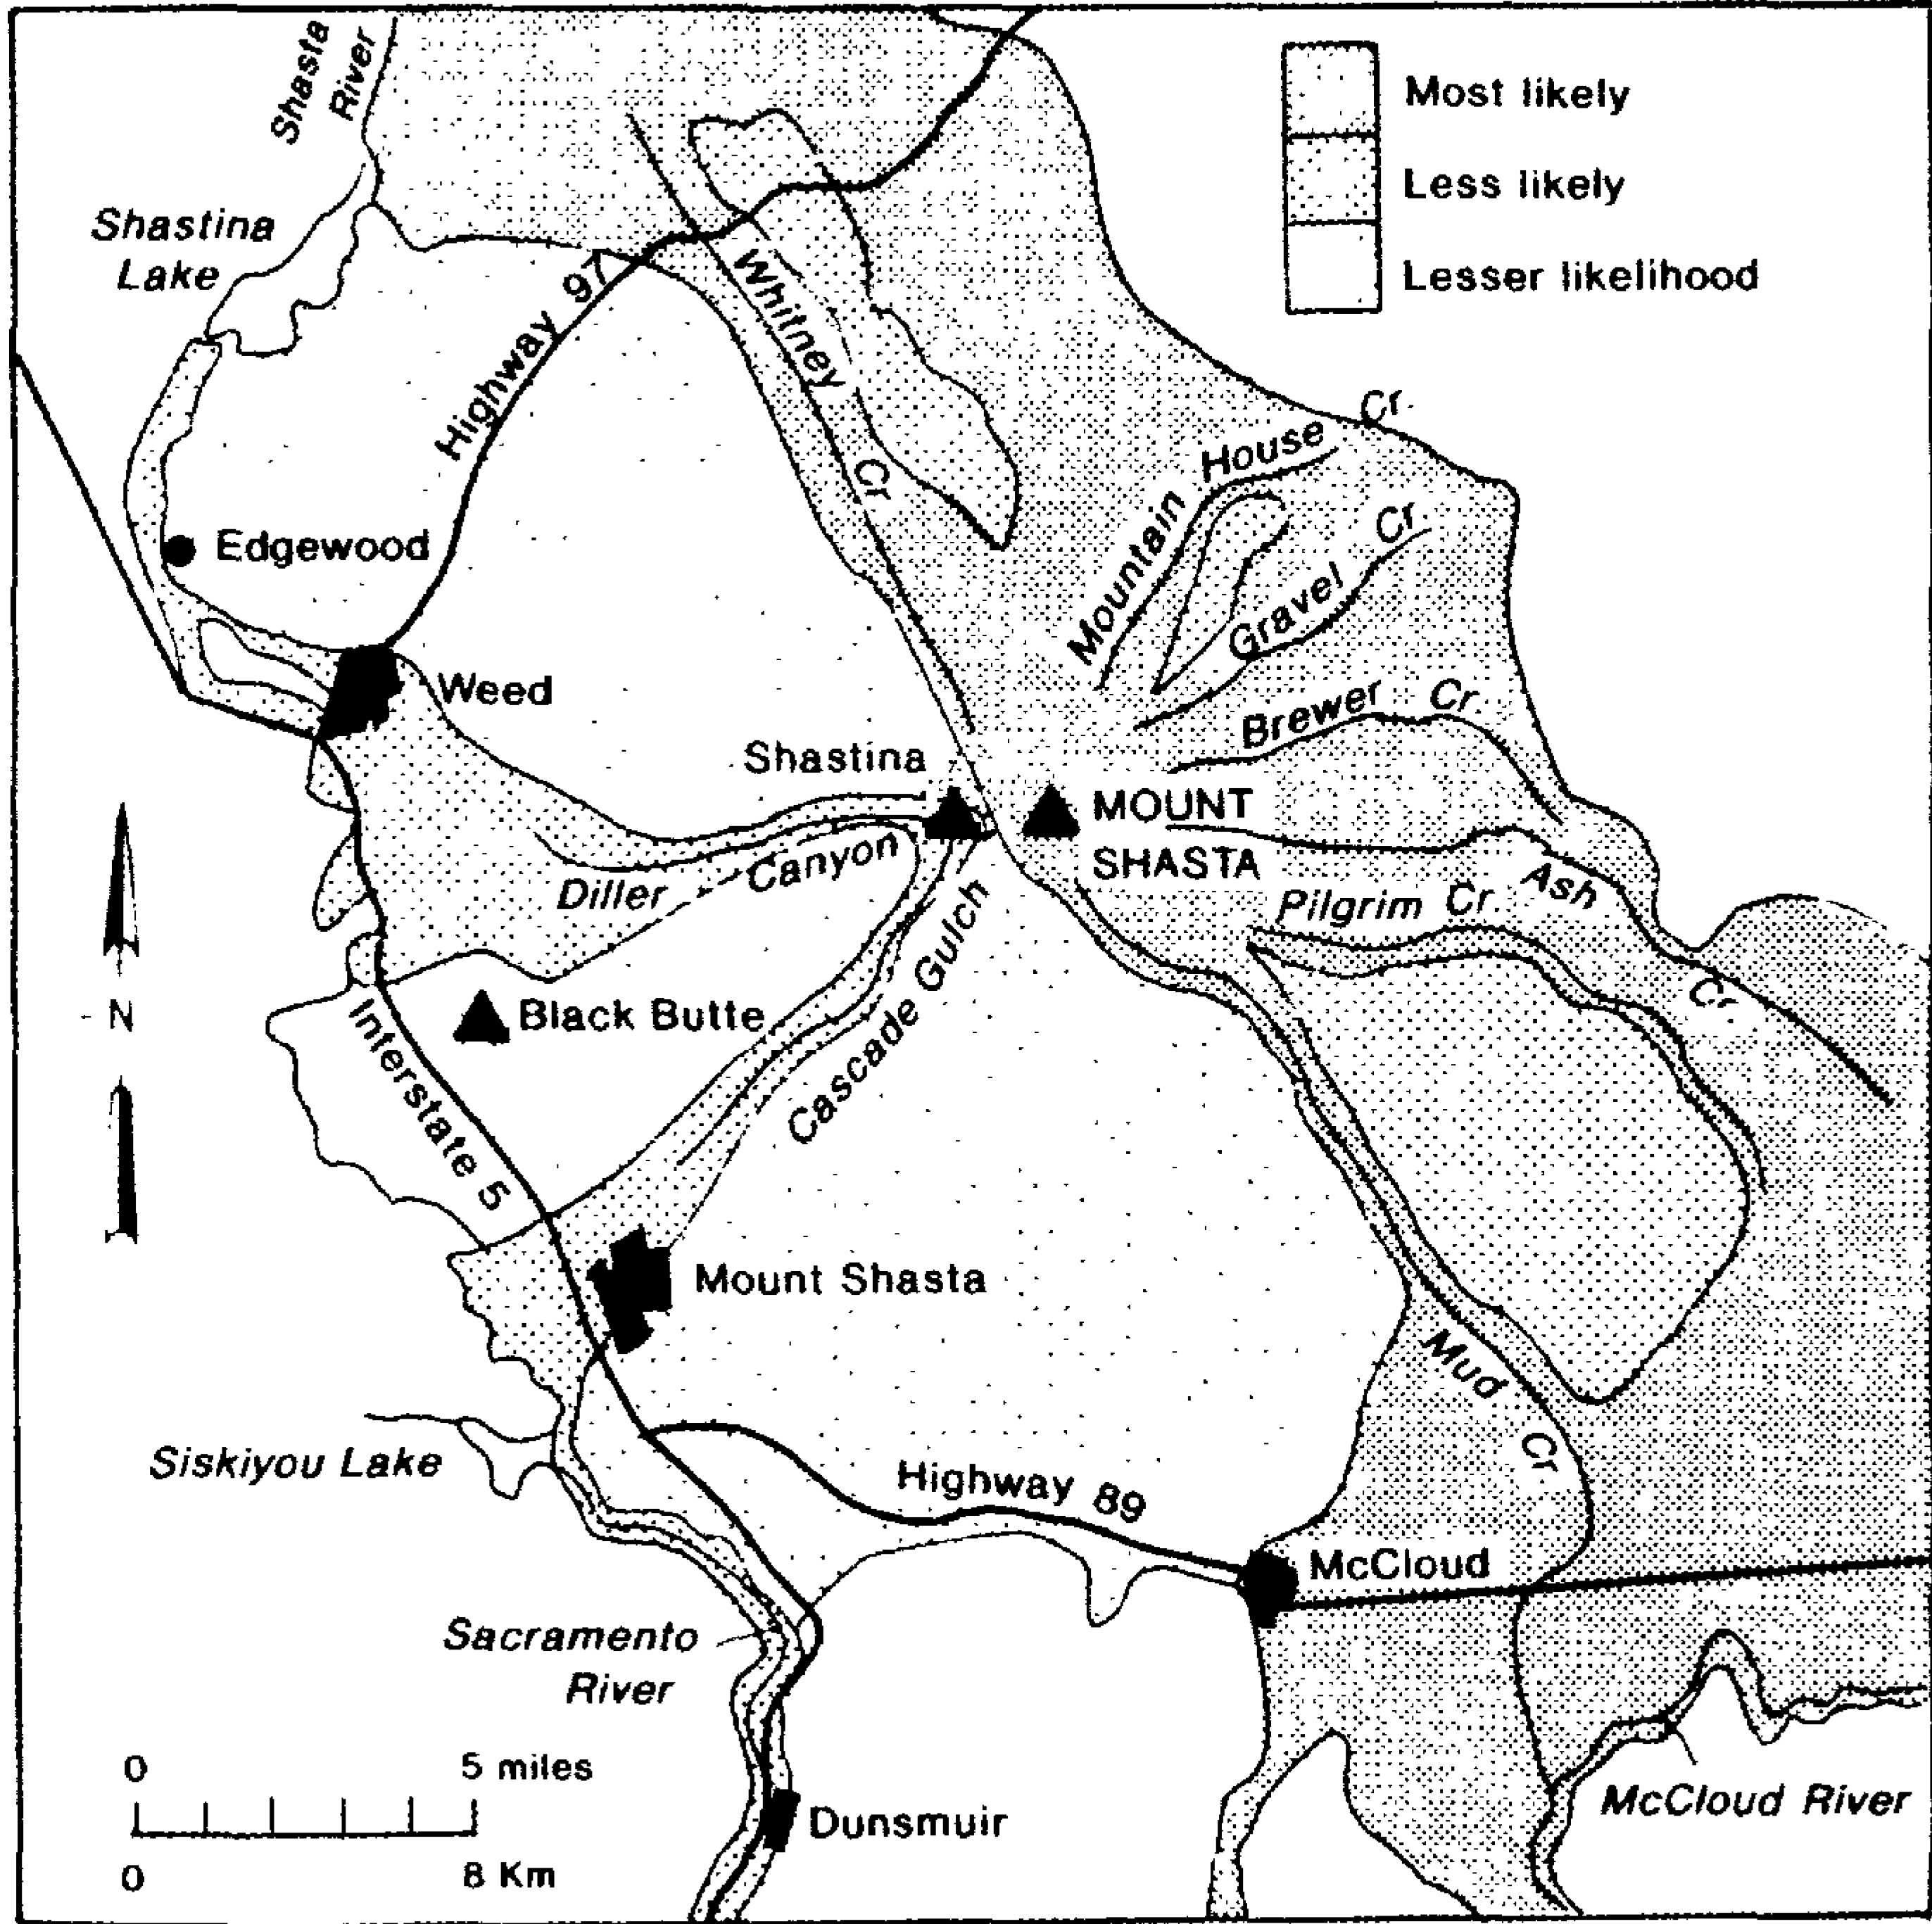 Shasta
River
Most likely
Less likely
Lesser likelihood
Shastina
Lake
Highway 97
Whitney Cr
Mountain House Cr.
Gravel Cr.
Edgewood
Weed
Brewer Cr.
Shastina
MOUNT
SHASTA
Diller Canyon
Ash Cr.
Pilgrim Cr.
Cascade Gulch
N
Black Butte
Interstate 5
Mount Shasta
Mud Cr.
Siskiyou Lake
Highway 89
McCloud
Sacramento
River
0 5 miles
0 8 Km
Dunsmuir
McCloud River